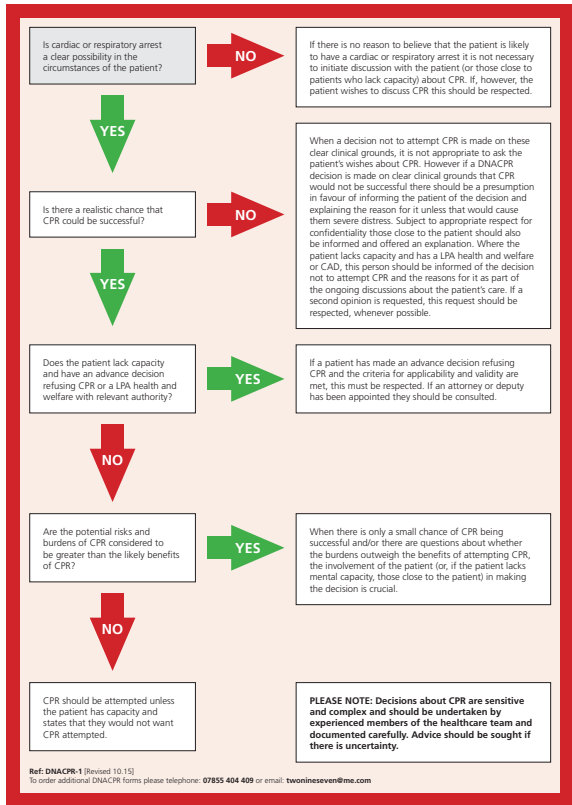 Is cardiac or respiratory arrest
a clear possibility in the
circumstances of the patient?
NO
If there is no reason to believe that the patient is likely
to have a cardiac or respiratory arrest it is not necessary
to initiate discussion with the patient (or those close to
patients who lack capacity) about CPR. If, however, the
patient wishes to discuss CPR this should be respected.
YES
Is there a realistic chance that
CPR could be successful?
NO
When a decision not to attempt CPR is made on these
clear clinical grounds, it is not appropriate to ask the
patient's wishes about CPR. However if a DNACPR
decision is made on clear clinical grounds that CPR
would not be successful there should be a presumption
in favour of informing the patient of the decision and
explaining the reason for it unless that would cause
them severe distress. Subject to appropriate respect for
confidentiality those close to the patient should also
be informed and offered an explanation. Where the
patient lacks capacity and has a LPA health and welfare
or CAD, this person should be informed of the decision
not to attempt CPR and the reasons for it as part of
the ongoing discussions about the patient's care. If a
second opinion is requested, this request should be
respected, whenever possible.
YES
Does the patient lack capacity
and have an advance decision
refusing CPR or a LPA health and
welfare with relevant authority?
YES
If a patient has made an advance decision refusing
CPR and the criteria for applicability and validity are
met, this must be respected. If an attorney or deputy
has been appointed they should be consulted.
NO
Are the potential risks and
burdens of CPR considered to
be greater than the likely benefits
of CPR?
YES
When there is only a small chance of CPR being
successful and/or there are questions about whether
the burdens outweigh the benefits of attempting CPR,
the involvement of the patient (or, if the patient lacks
mental capacity, those close to the patient) in making
the decision is crucial.
NO
CPR should be attempted unless
the patient has capacity and
states that they would not want
CPR attempted.
PLEASE NOTE: Decisions about CPR are sensitive
and complex and should be undertaken by
experienced members of the healthcare team and
documented carefully. Advice should be sought if
there is uncertainty.
Ref: DNACPR-1 [Revised 10.15]
To order additional DNACPR forms please telephone: 07855 404 409 or email: twonineseven@me.com